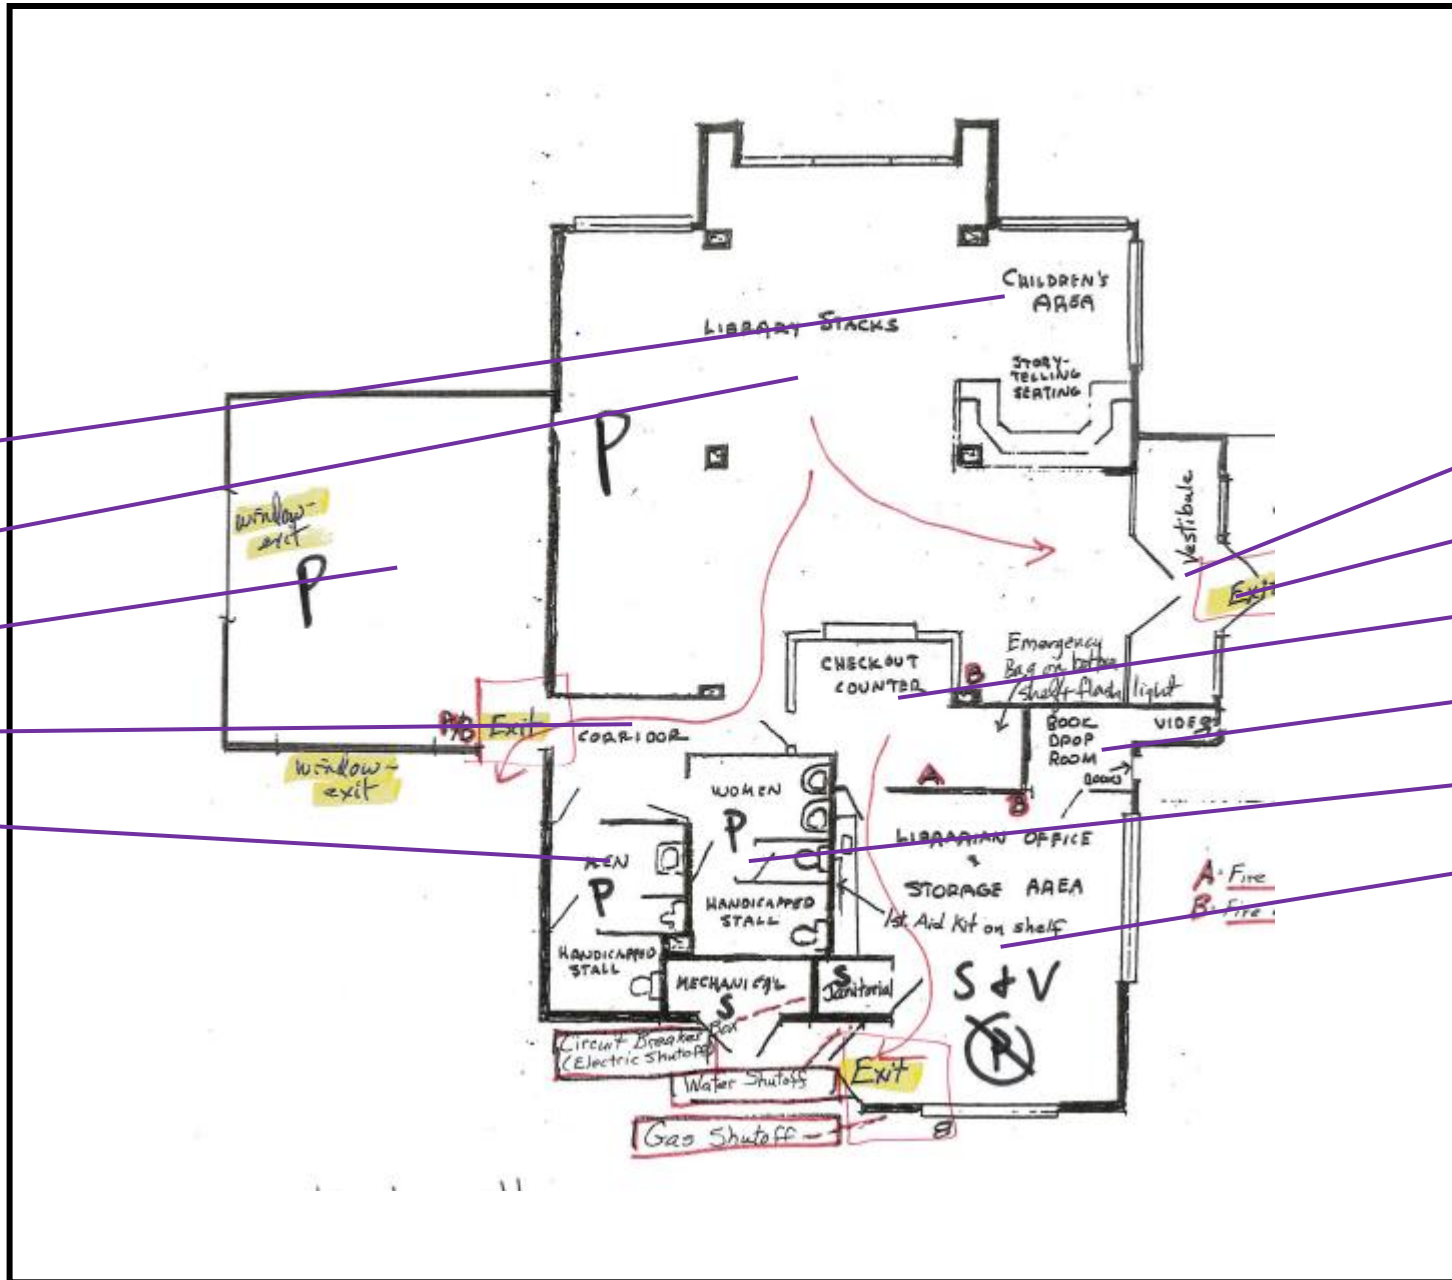 CHILDREN'S
AREA
LIBRARY STACKS
STORY-
TELLING
SEATING
P
window-
exit
P
Vestibule
Exit
CHECKOUT
COUNTER
Emergency
Bag on bottom
shelf-flash light
B
BOOK
DROP
ROOM
VIDEO
BOOKS
A/B
Exit
CORRIDOR
window-
exit
WOMEN
P
A
B
LIBRARIAN OFFICE
&
STORAGE AREA
MEN
P
HANDICAPPED
STALL
1st. Aid Kit on shelf
A: Fire
B: Fire
HANDICAPPED
STALL
MECHANICAL
S
S
Janitorial
S & V
P
Box
Circuit Breaker
(Electric Shutoff)
Water Shutoff
Exit
Gas Shutoff
B